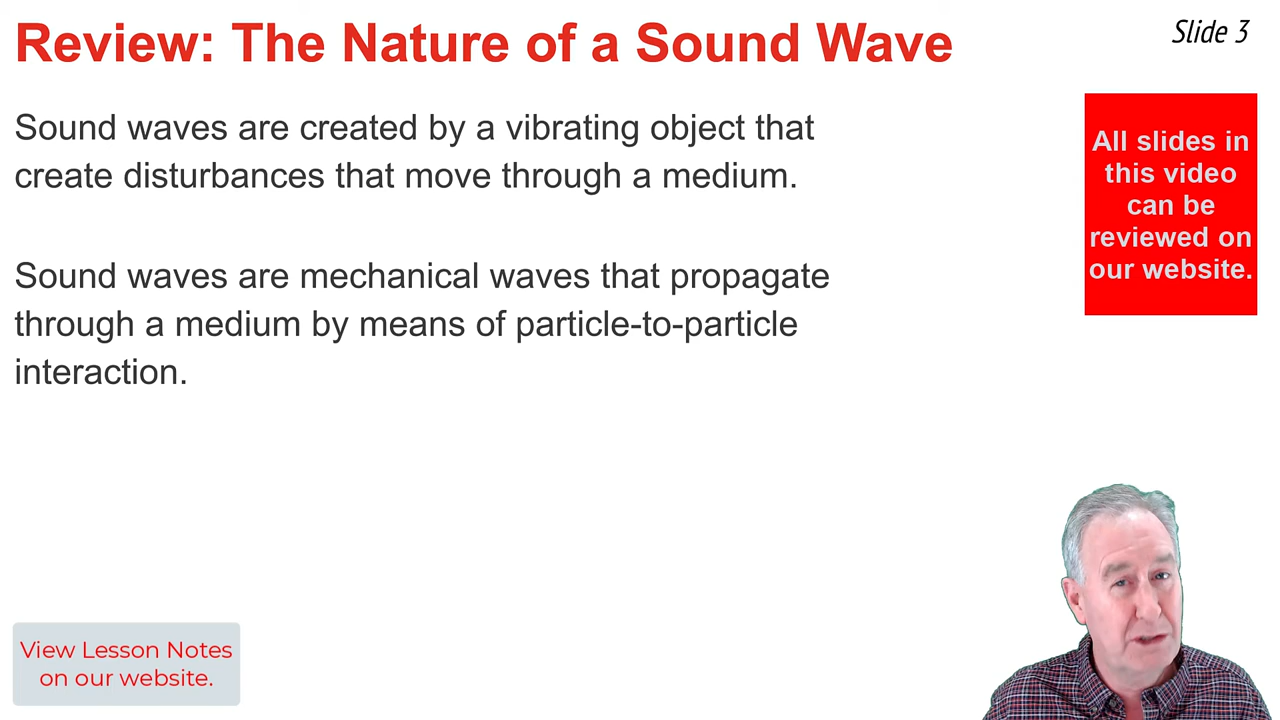 Review: The Nature of a Sound Wave
Slide 3
Sound waves are created by a vibrating object that
create disturbances that move through a medium.
Sound waves are mechanical waves that propagate
through a medium by means of particle-to-particle
interaction.
All slides in
this video
can be
reviewed on
our website.
View Lesson Notes
on our website.